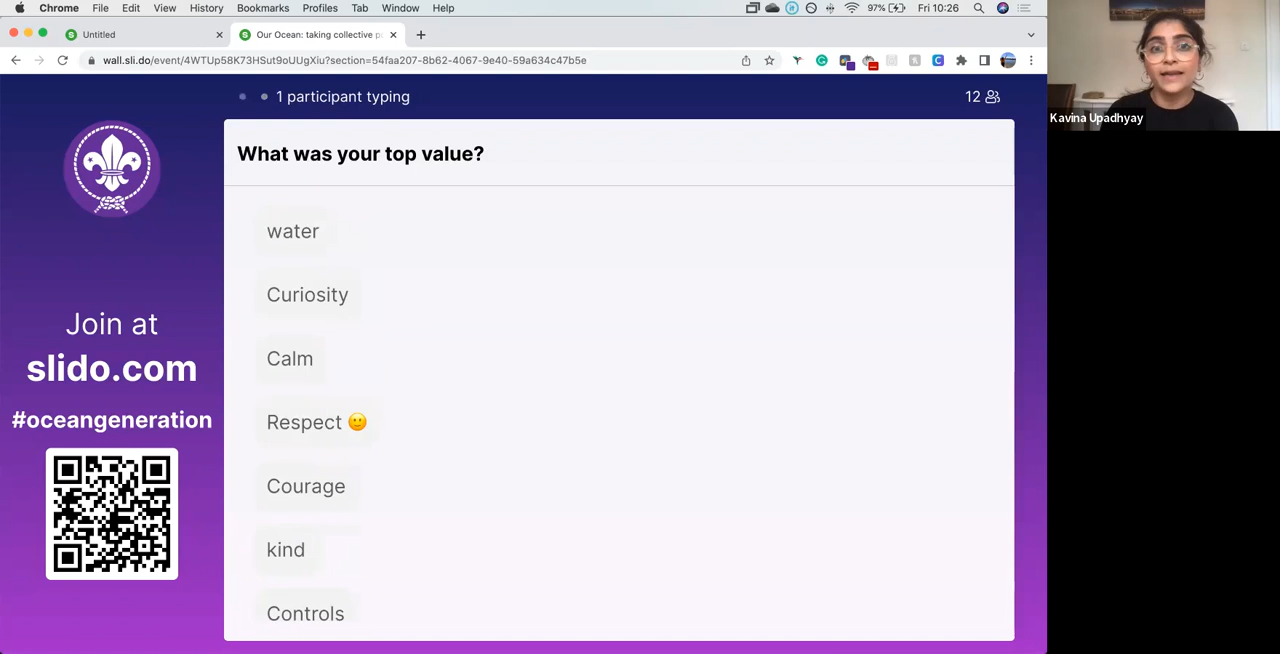 Chrome File Edit View History Bookmarks Profiles Tab Window Help 97% Fri 10:26
Untitled
Our Ocean: taking collective p
wall.sli.do/event/4WTUp58K73HSut9oUUgXiu?section=54faa207-8b62-4067-9e40-59a634c47b5e
1 participant typing
12
What was your top value?
water
Curiosity
Calm
Respect 🙂
Courage
kind
Controls
Join at
slido.com
#oceangeneration
Kavina Upadhyay